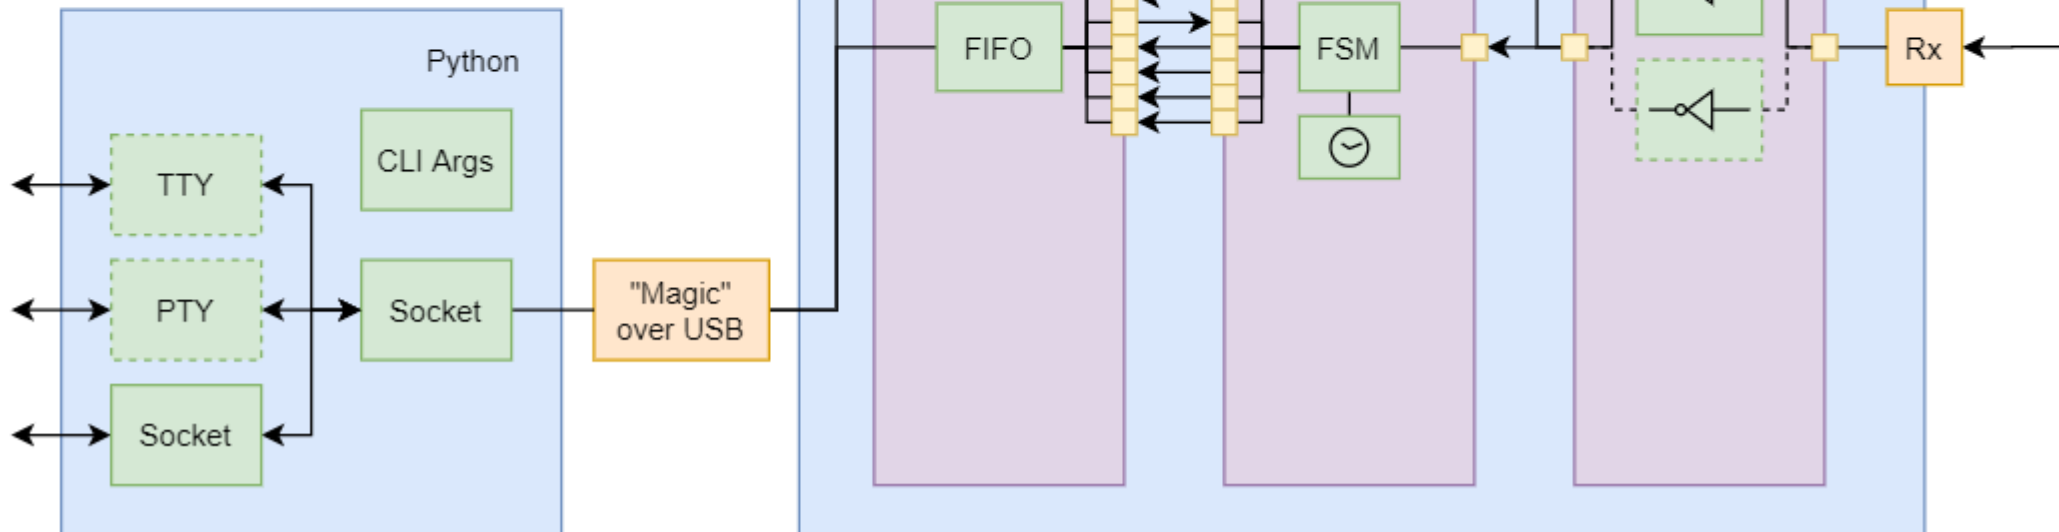 Python
FIFO
FSM
Rx
CLI Args
TTY
PTY
Socket
"Magic"
over USB
Socket